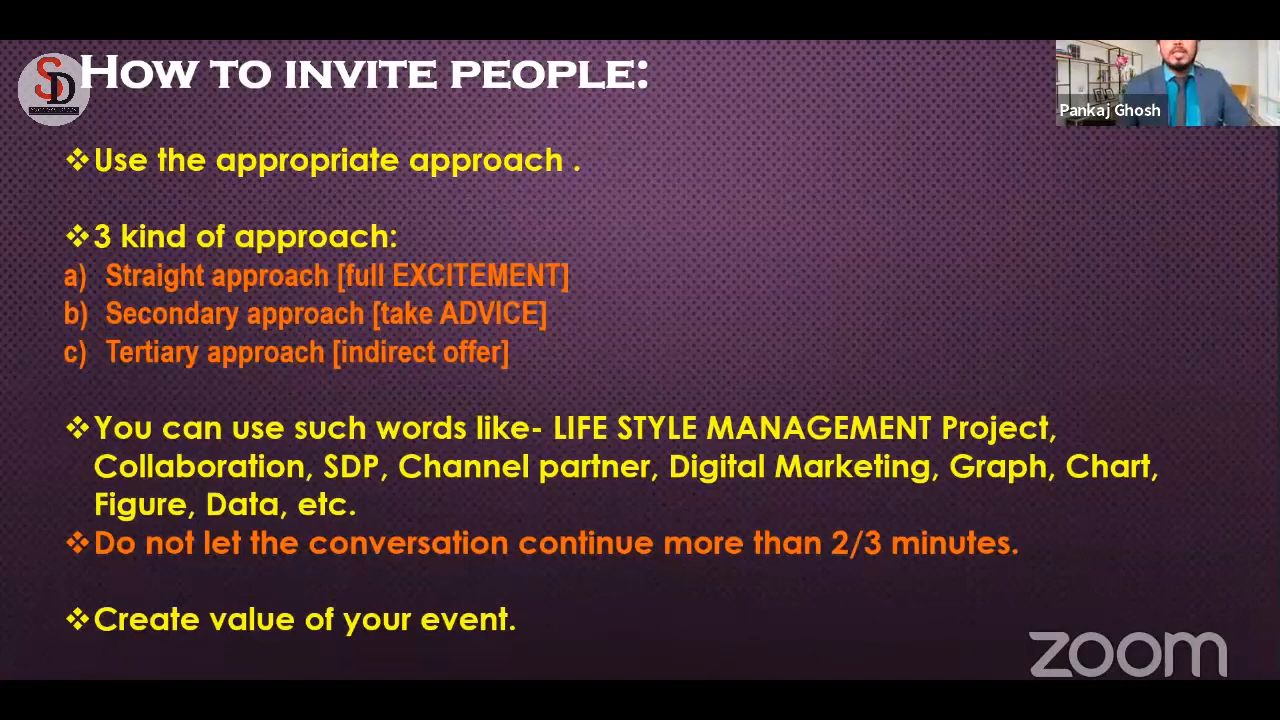 HOW TO INVITE PEOPLE:
SD
Pankaj Ghosh
❖Use the appropriate approach .
❖3 kind of approach:
a) Straight approach [full EXCITEMENT]
b) Secondary approach [take ADVICE]
c) Tertiary approach [indirect offer]
❖You can use such words like- LIFE STYLE MANAGEMENT Project,
Collaboration, SDP, Channel partner, Digital Marketing, Graph, Chart,
Figure, Data, etc.
❖Do not let the conversation continue more than 2/3 minutes.
❖Create value of your event.
zoom